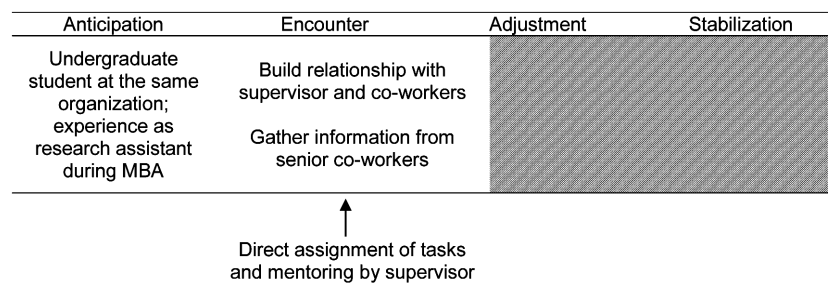 Anticipation Encounter Adjustment Stabilization
Undergraduate
student at the same
organization;
experience as
research assistant
during MBA
Build relationship with
supervisor and co-workers
Gather information from
senior co-workers
Direct assignment of tasks
and mentoring by supervisor